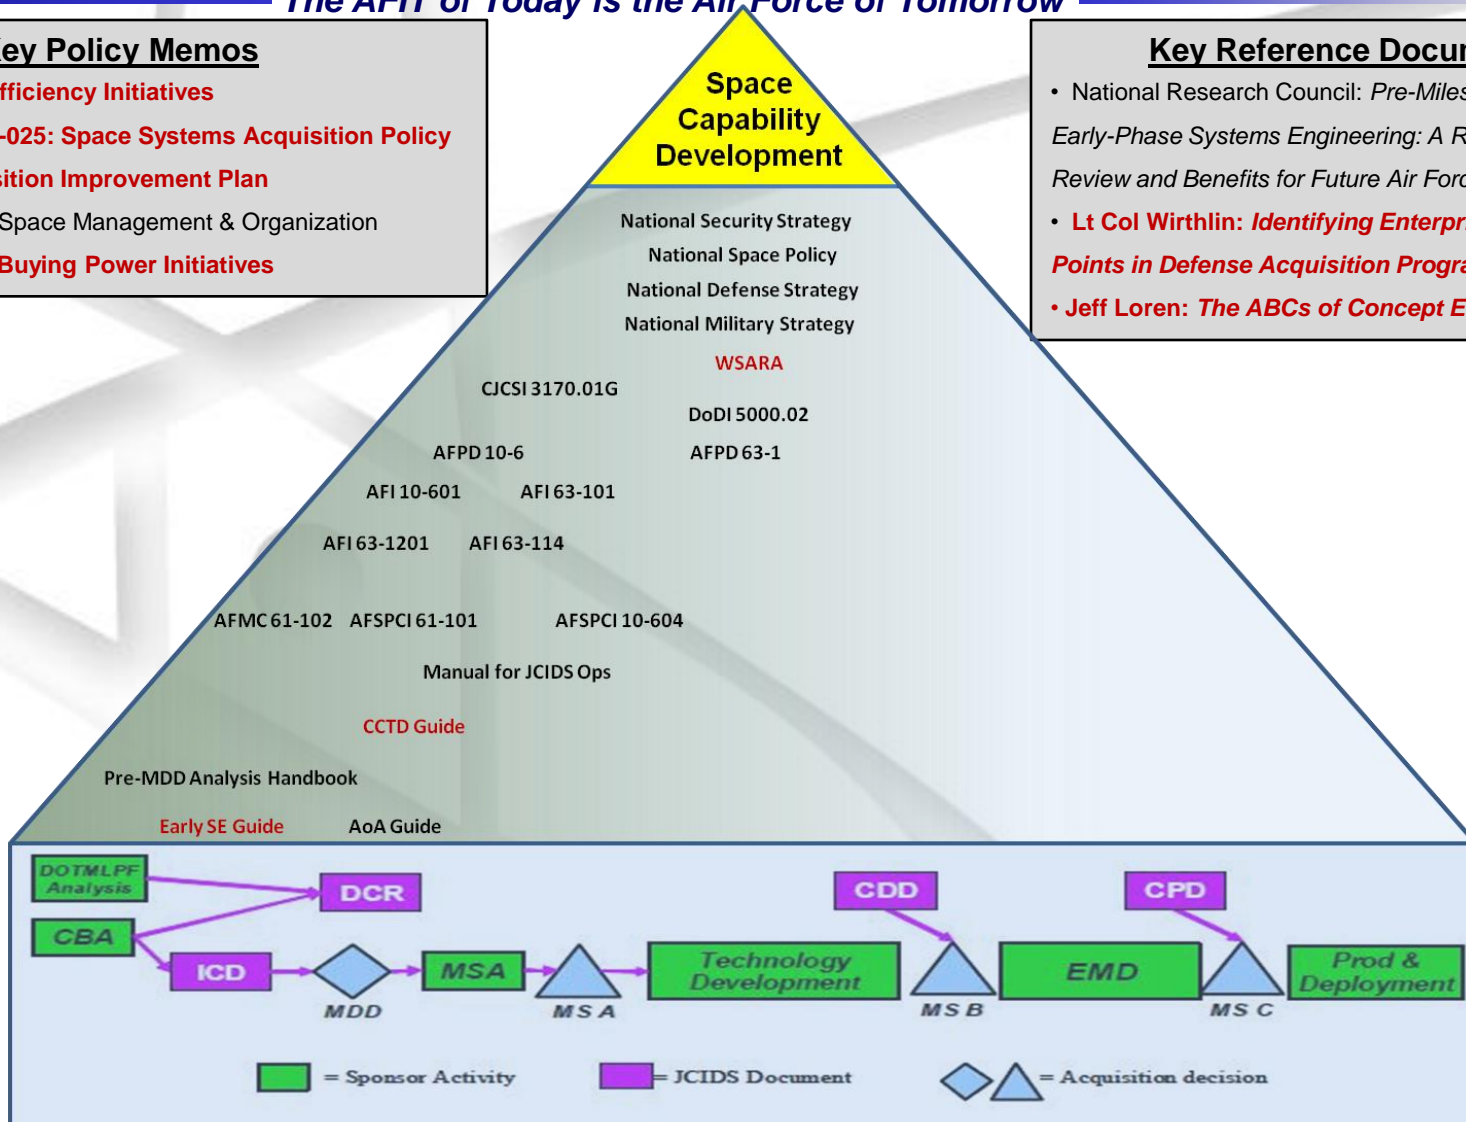 The AFIT of Today is the Air Force of Tomorrow
Key Policy Memos
Efficiency Initiatives
-025: Space Systems Acquisition Policy
sition Improvement Plan
Space Management & Organization
Buying Power Initiatives
Space
Capability
Development
Key Reference Docu
• National Research Council: Pre-Miles
Early-Phase Systems Engineering: A R
Review and Benefits for Future Air Forc
• Lt Col Wirthlin: Identifying Enterpr
Points in Defense Acquisition Progra
• Jeff Loren: The ABCs of Concept E
National Security Strategy
National Space Policy
National Defense Strategy
National Military Strategy
WSARA
CJCSI 3170.01G
DoDI 5000.02
AFPD 10-6 AFPD 63-1
AFI 10-601 AFI 63-101
AFI 63-1201 AFI 63-114
AFMC 61-102 AFSPCI 61-101 AFSPCI 10-604
Manual for JCIDS Ops
CCTD Guide
Pre-MDD Analysis Handbook
Early SE Guide AoA Guide
DOTMLPF
Analysis
DCR
CDD
CPD
CBA
ICD
MDD
MSA
MS A
Technology
Development
MS B
EMD
MS C
Prod &
Deployment
= Sponsor Activity
= JCIDS Document
= Acquisition decision